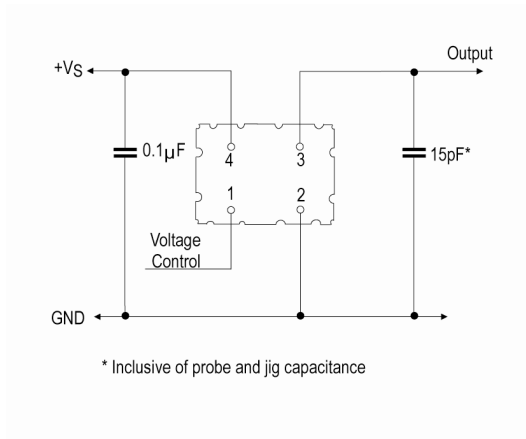 Output
+VS
0.1µF
4
3
15pF*
1
2
Voltage
Control
GND
* Inclusive of probe and jig capacitance